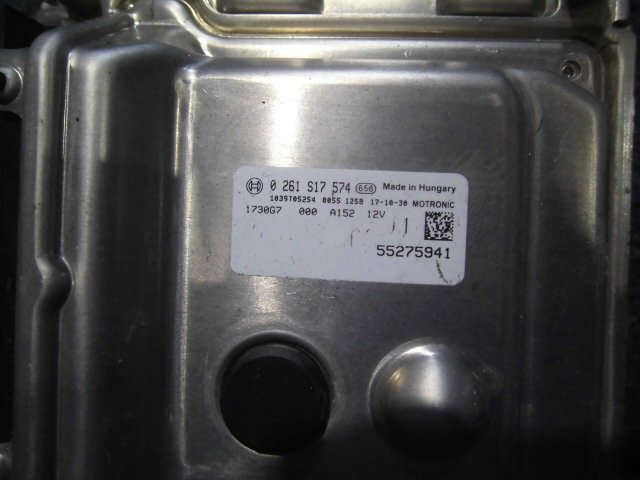 0 261 S17 574 656 Made in Hungary
1039T05254 0055 1258 17-10-30 MOTRONIC
1730G7 000 A152 12V
55275941